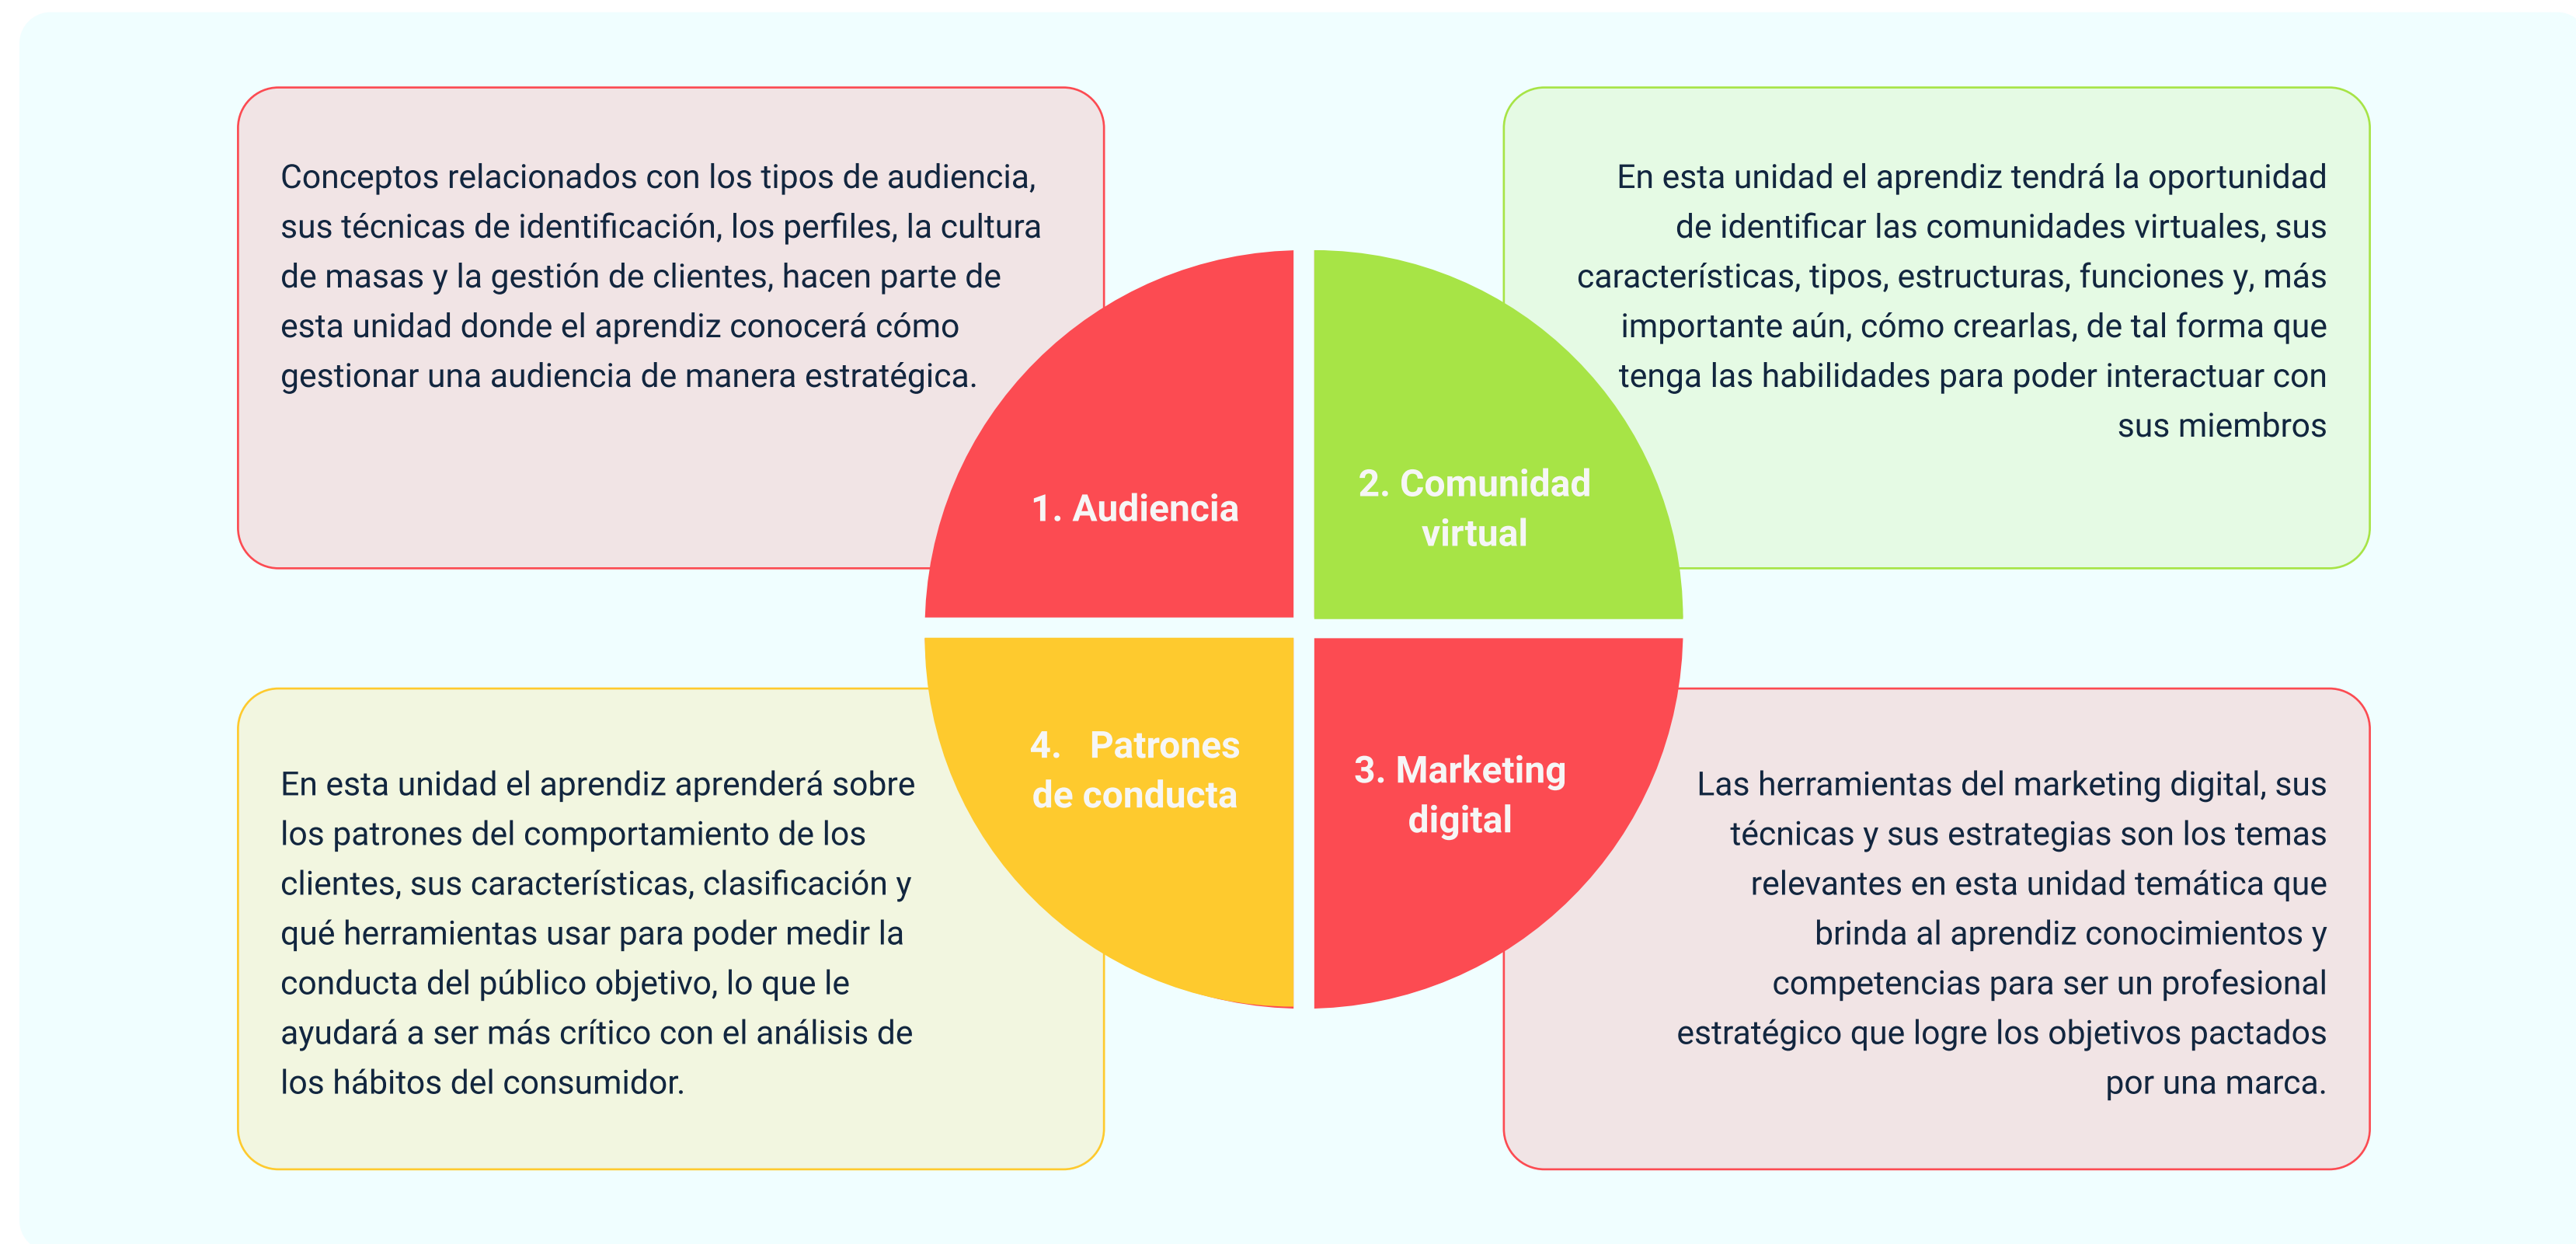 Conceptos relacionados con los tipos de audiencia,
sus técnicas de identificación, los perfiles, la cultura
de masas y la gestión de clientes, hacen parte de
esta unidad donde el aprendiz conocerá cómo
gestionar una audiencia de manera estratégica.
1. Audiencia
En esta unidad el aprendiz tendrá la oportunidad
de identificar las comunidades virtuales, sus
características, tipos, estructuras, funciones y, más
importante aún, cómo crearlas, de tal forma que
tenga las habilidades para poder interactuar con
sus miembros
2. Comunidad
virtual
3. Marketing
digital
Las herramientas del marketing digital, sus
técnicas y sus estrategias son los temas
relevantes en esta unidad temática que
brinda al aprendiz conocimientos y
competencias para ser un profesional
estratégico que logre los objetivos pactados
por una marca.
4. Patrones
de conducta
En esta unidad el aprendiz aprenderá sobre
los patrones del comportamiento de los
clientes, sus características, clasificación y
qué herramientas usar para poder medir la
conducta del público objetivo, lo que le
ayudará a ser más crítico con el análisis de
los hábitos del consumidor.